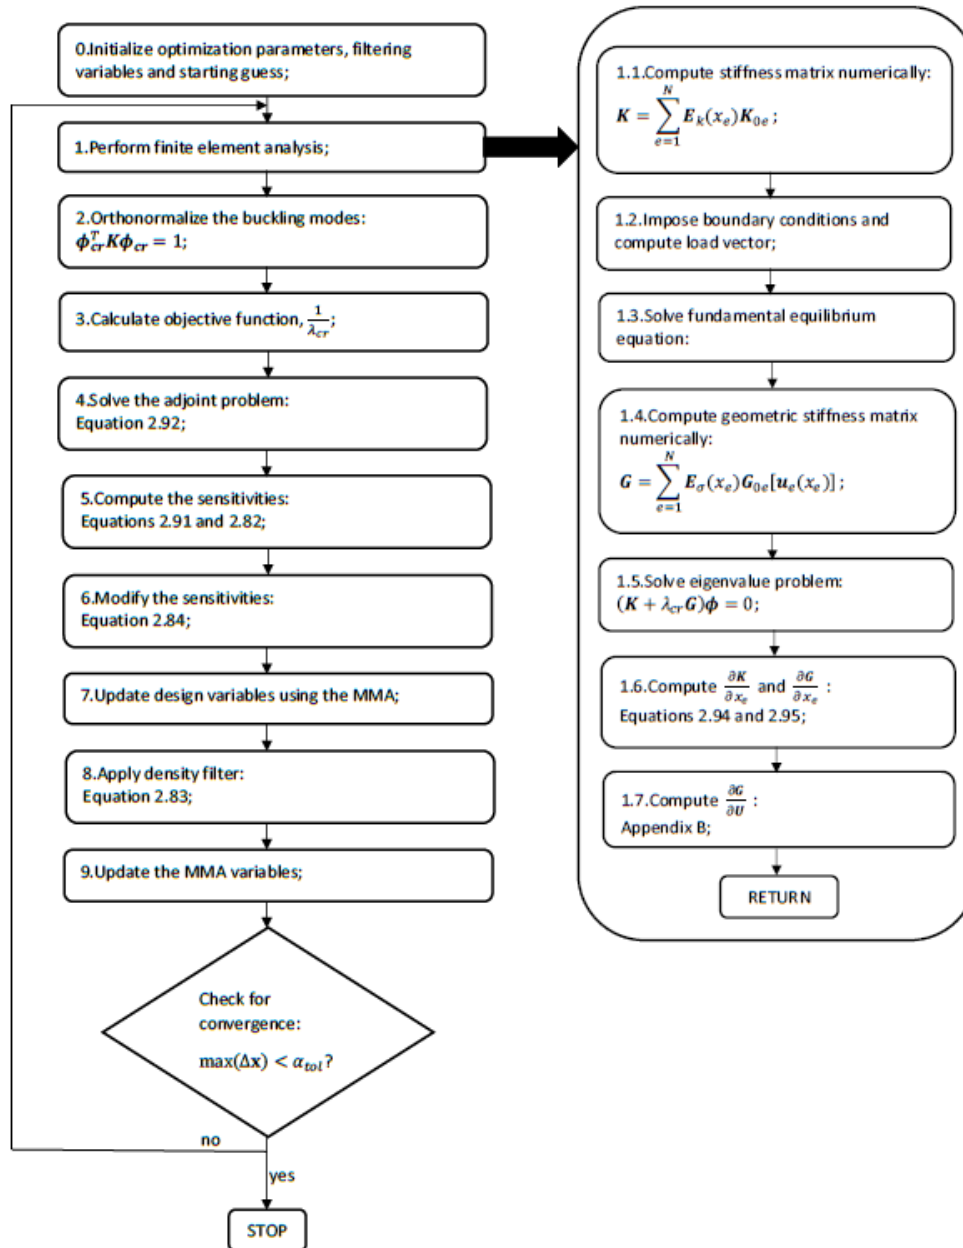 0.Initialize optimization parameters, filtering
variables and starting guess;
1.Perform finite element analysis;
2.Orthonormalize the buckling modes:
𝝓ᵀ_cr 𝑲𝝓_cr = 1;
3.Calculate objective function, 1/λ_cr;
4.Solve the adjoint problem:
Equation 2.92;
5.Compute the sensitivities:
Equations 2.91 and 2.82;
6.Modify the sensitivities:
Equation 2.84;
7.Update design variables using the MMA;
8.Apply density filter:
Equation 2.83;
9.Update the MMA variables;
Check for
convergence:
max(Δx) < α_tol?
no
yes
STOP
1.1.Compute stiffness matrix numerically:
K = ∑_{e=1}^{N} E_k(x_e)K_{0e};
1.2.Impose boundary conditions and
compute load vector;
1.3.Solve fundamental equilibrium
equation:
1.4.Compute geometric stiffness matrix
numerically:
G = ∑_{e=1}^{N} E_σ(x_e)G_{0e}[u_e(x_e)];
1.5.Solve eigenvalue problem:
(K + λ_cr G)ϕ = 0;
1.6.Compute ∂K/∂x_e and ∂G/∂x_e :
Equations 2.94 and 2.95;
1.7.Compute ∂G/∂U :
Appendix B;
RETURN